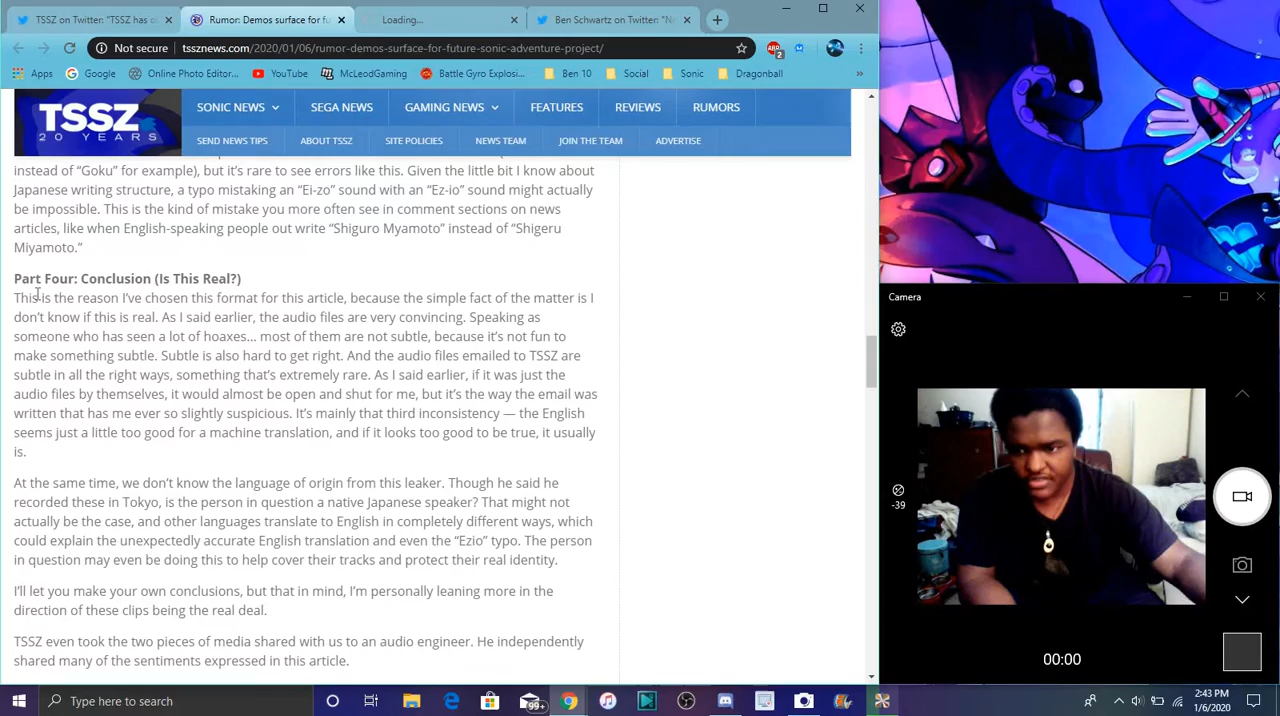 TSSZ on Twitter: "TSSZ has o
Rumor: Demos surface for fu
Loading...
Ben Schwartz on Twitter: "Ne
Not secure
tssznews.com/2020/01/06/rumor-demos-surface-for-future-sonic-adventure-project/
ABP
2
Apps
Google
Online Photo Editor...
YouTube
McLeodGaming
Battle Gyro Explosi...
Ben 10
Social
Sonic
Dragonball
»
TSSZ
20 YEARS
SONIC NEWS
SEGA NEWS
GAMING NEWS
FEATURES
REVIEWS
RUMORS
SEND NEWS TIPS
ABOUT TSSZ
SITE POLICIES
NEWS TEAM
JOIN THE TEAM
ADVERTISE
instead of “Goku” for example), but it’s rare to see errors like this. Given the little bit I know about
Japanese writing structure, a typo mistaking an “Ei-zo” sound with an “Ez-io” sound might actually
be impossible. This is the kind of mistake you more often see in comment sections on news
articles, like when English-speaking people out write “Shiguro Myamoto” instead of “Shigeru
Miyamoto.”
Part Four: Conclusion (Is This Real?)
This is the reason I’ve chosen this format for this article, because the simple fact of the matter is I
don’t know if this is real. As I said earlier, the audio files are very convincing. Speaking as
someone who has seen a lot of hoaxes... most of them are not subtle, because it’s not fun to
make something subtle. Subtle is also hard to get right. And the audio files emailed to TSSZ are
subtle in all the right ways, something that’s extremely rare. As I said earlier, if it was just the
audio files by themselves, it would almost be open and shut for me, but it’s the way the email was
written that has me ever so slightly suspicious. It’s mainly that third inconsistency — the English
seems just a little too good for a machine translation, and if it looks too good to be true, it usually
is.
At the same time, we don’t know the language of origin from this leaker. Though he said he
recorded these in Tokyo, is the person in question a native Japanese speaker? That might not
actually be the case, and other languages translate to English in completely different ways, which
could explain the unexpectedly accurate English translation and even the “Ezio” typo. The person
in question may even be doing this to help cover their tracks and protect their real identity.
I’ll let you make your own conclusions, but that in mind, I’m personally leaning more in the
direction of these clips being the real deal.
TSSZ even took the two pieces of media shared with us to an audio engineer. He independently
shared many of the sentiments expressed in this article.
Camera
-39
00:00
Type here to search
99+
2:43 PM
1/6/2020